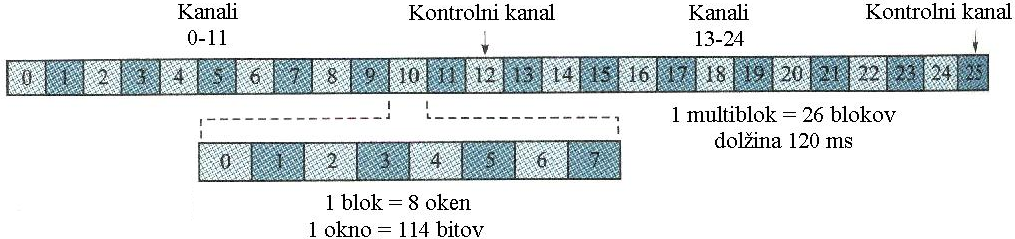 Kanali
0-11
Kontrolni kanal
Kanali
13-24
Kontrolni kanal
0 1 2 3 4 5 6 7 8 9 10 11 12 13 14 15 16 17 18 19 20 21 22 23 24 25
1 multiblok = 26 blokov
dolžina 120 ms
0 1 2 3 4 5 6 7
1 blok = 8 oken
1 okno = 114 bitov